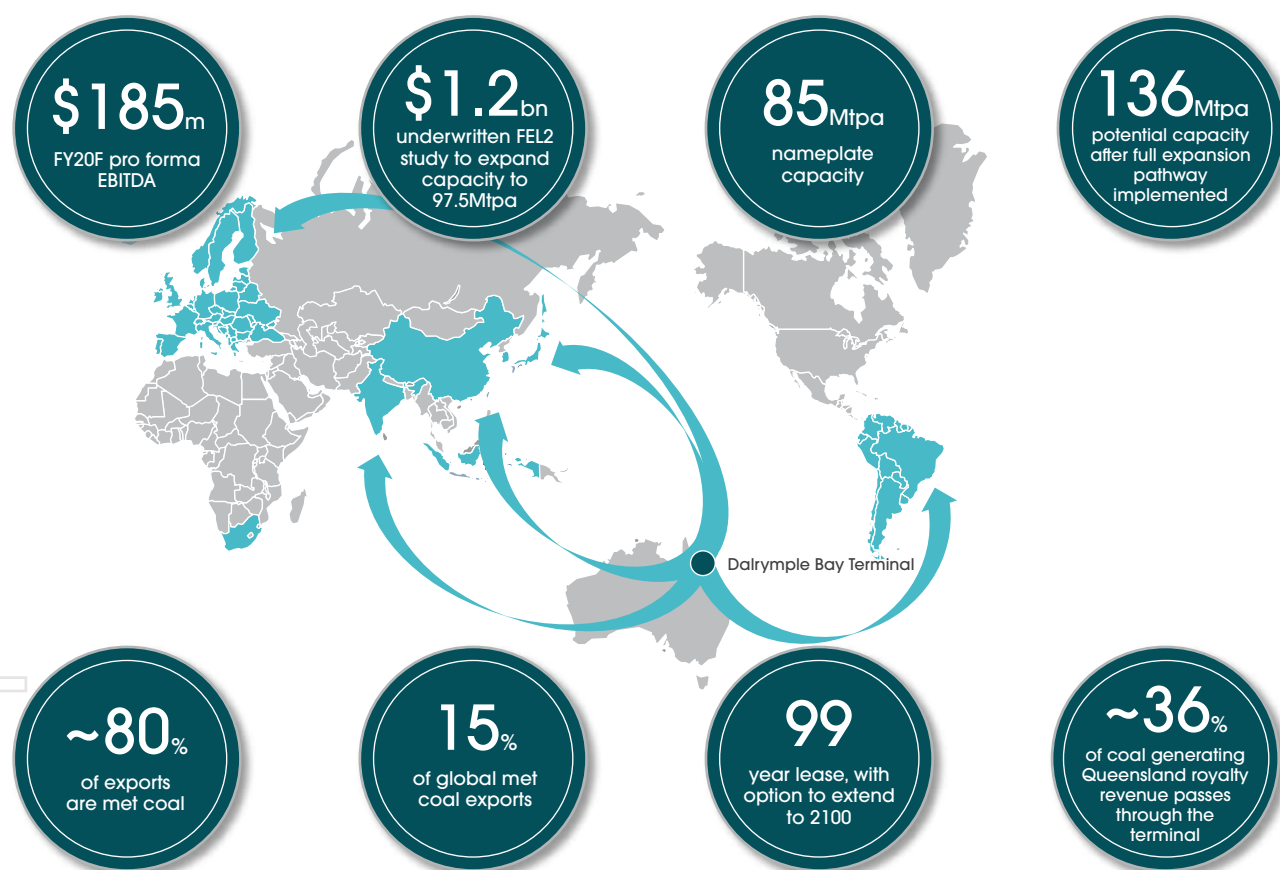 $185m
FY20F pro forma
EBITDA
$1.2bn
underwritten FEL2
study to expand
capacity to
97.5Mtpa
85Mtpa
nameplate
capacity
136Mtpa
potential capacity
after full expansion
pathway
implemented
Dalrymple Bay Terminal
~80%
of exports
are met coal
15%
of global met
coal exports
99
year lease, with
option to extend
to 2100
~36%
of coal generating
Queensland royalty
revenue passes
through the
terminal